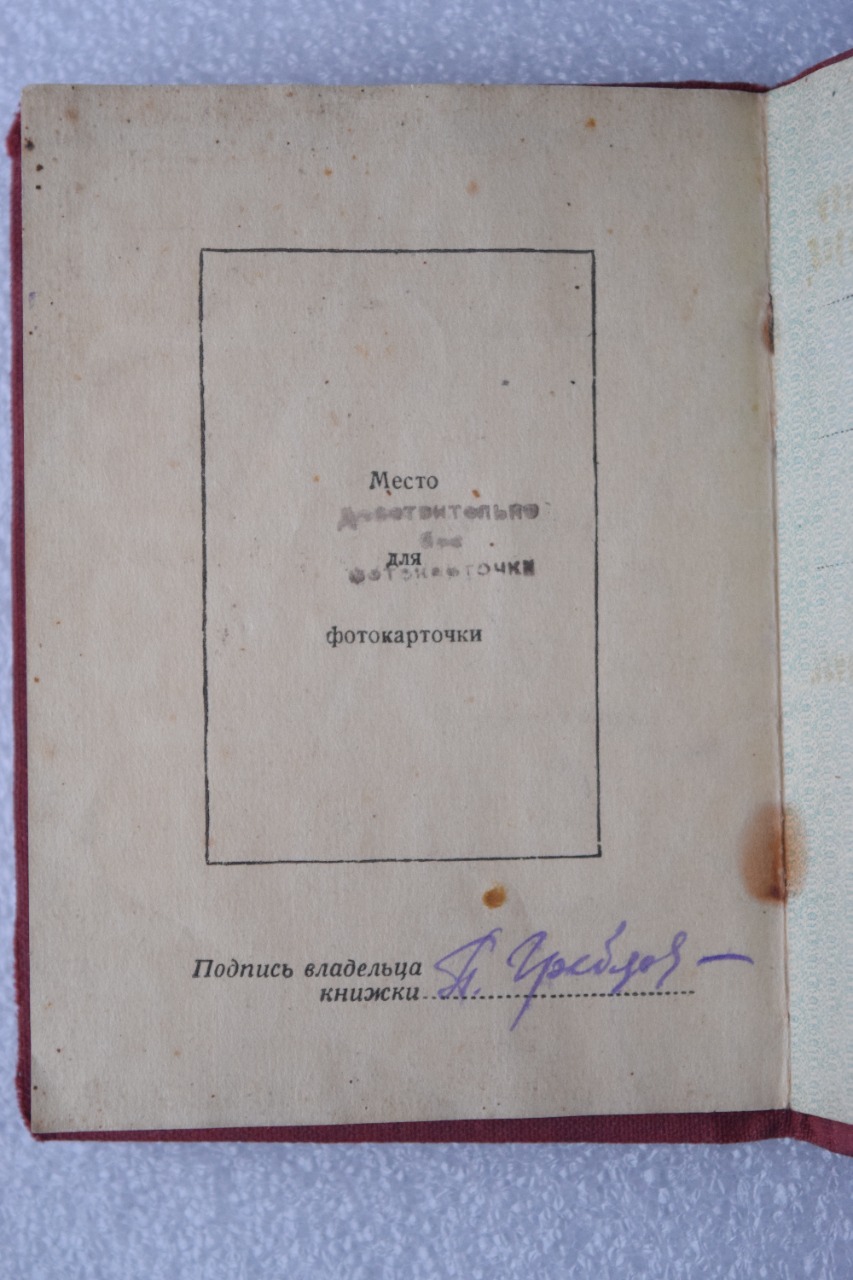 Место
Действительно
без
для
фотокарточки
фотокарточки
Подпись владельца
книжки